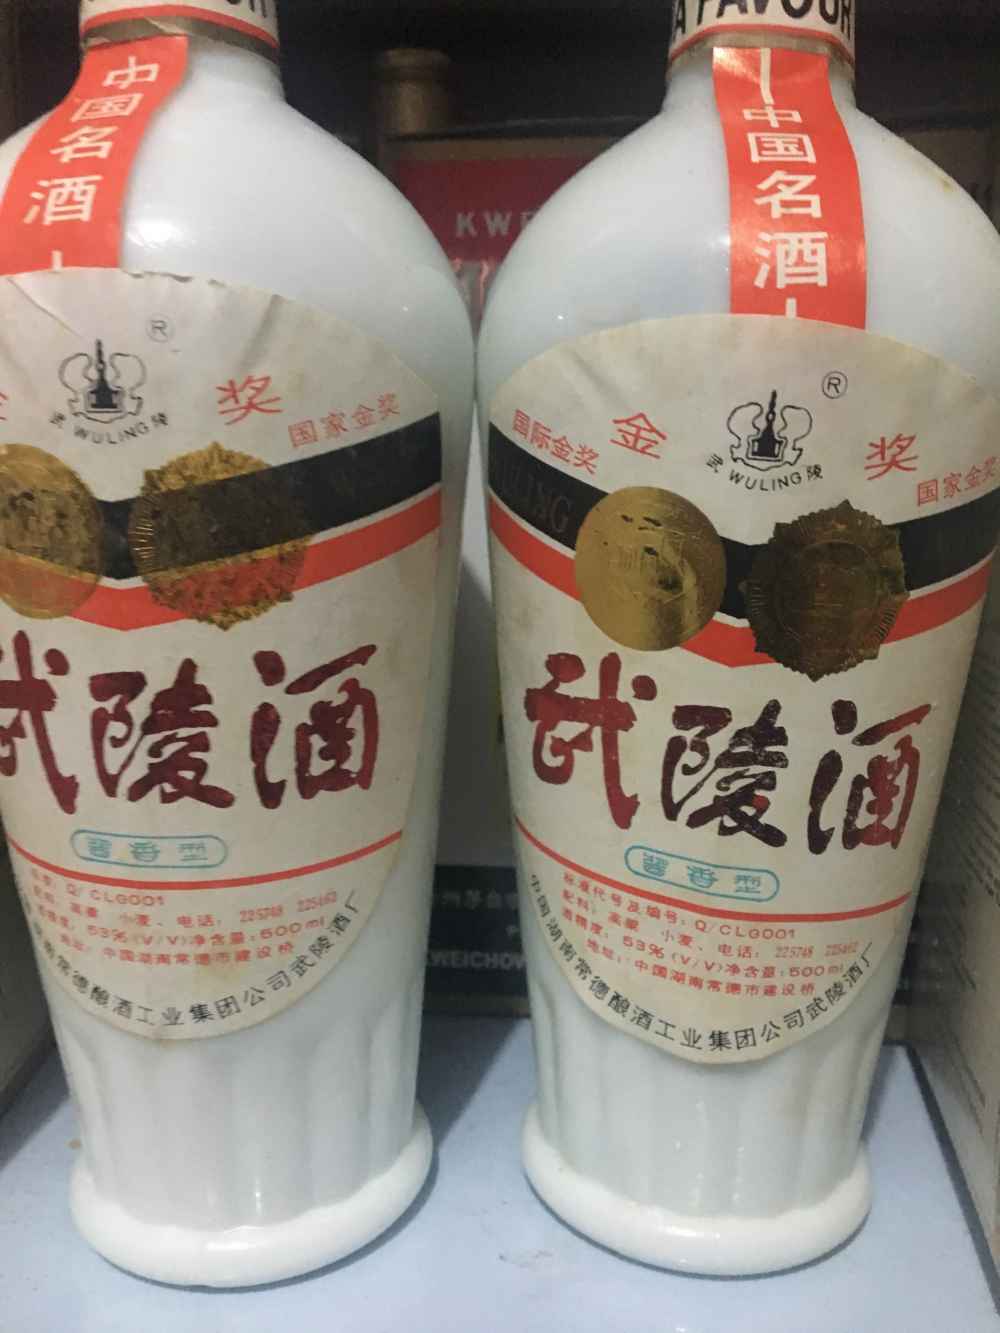 中国名酒
®
武 WULING 陵
奖
国家金奖
武陵酒
酱香型
Q/CLG001
小麦、电话: 225748 225462
53%(V/V)净含量:500ml
地址:中国湖南常德市建设桥
南常德酿酒工业集团公司武陵酒厂
A FAVOUR
中国名酒
®
武 WULING 陵
金 奖
国际金奖
国家金奖
WULING
武陵酒
酱香型
标准代号及编号:Q/CLG001
配料:高粱 小麦、电话: 225748 225462
酒精度:53%(V/V)净含量:500ml
地址:中国湖南常德市建设桥
中国湖南常德酿酒工业集团公司武陵酒厂
KWE
KWEICHOW